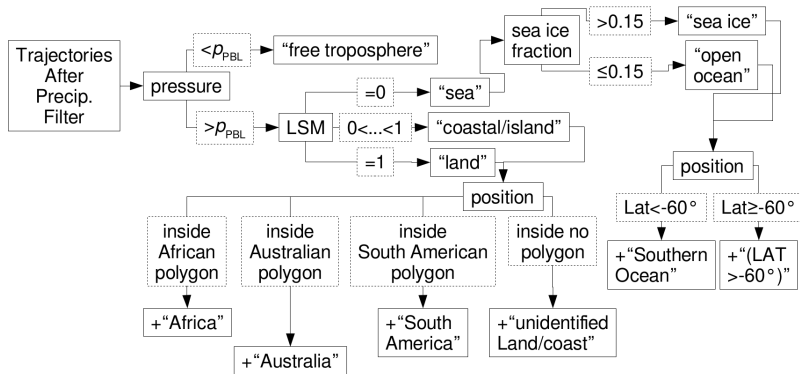 Trajectories
After
Precip.
Filter
pressure
<pPBL
"free troposphere"
>pPBL
LSM
=0
"sea"
0<...<1
"coastal/island"
=1
"land"
sea ice
fraction
>0.15
"sea ice"
≤0.15
"open
ocean"
position
Lat<-60°
Lat≥-60°
+"Southern
Ocean"
+"(LAT
>-60°)"
position
inside
African
polygon
inside
Australian
polygon
inside
South American
polygon
inside no
polygon
+"Africa"
+"Australia"
+"South
America"
+"unidentified
Land/coast"